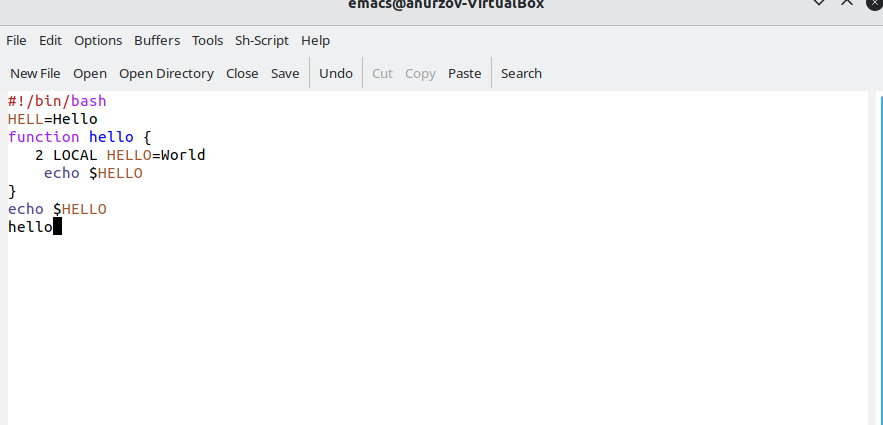 emacs@anurzov-VirtualBox
File Edit Options Buffers Tools Sh-Script Help
New File Open Open Directory Close Save Undo Cut Copy Paste Search
#!/bin/bash
HELL=Hello
function hello {
   2 LOCAL HELLO=World
    echo $HELLO
}
echo $HELLO
hello